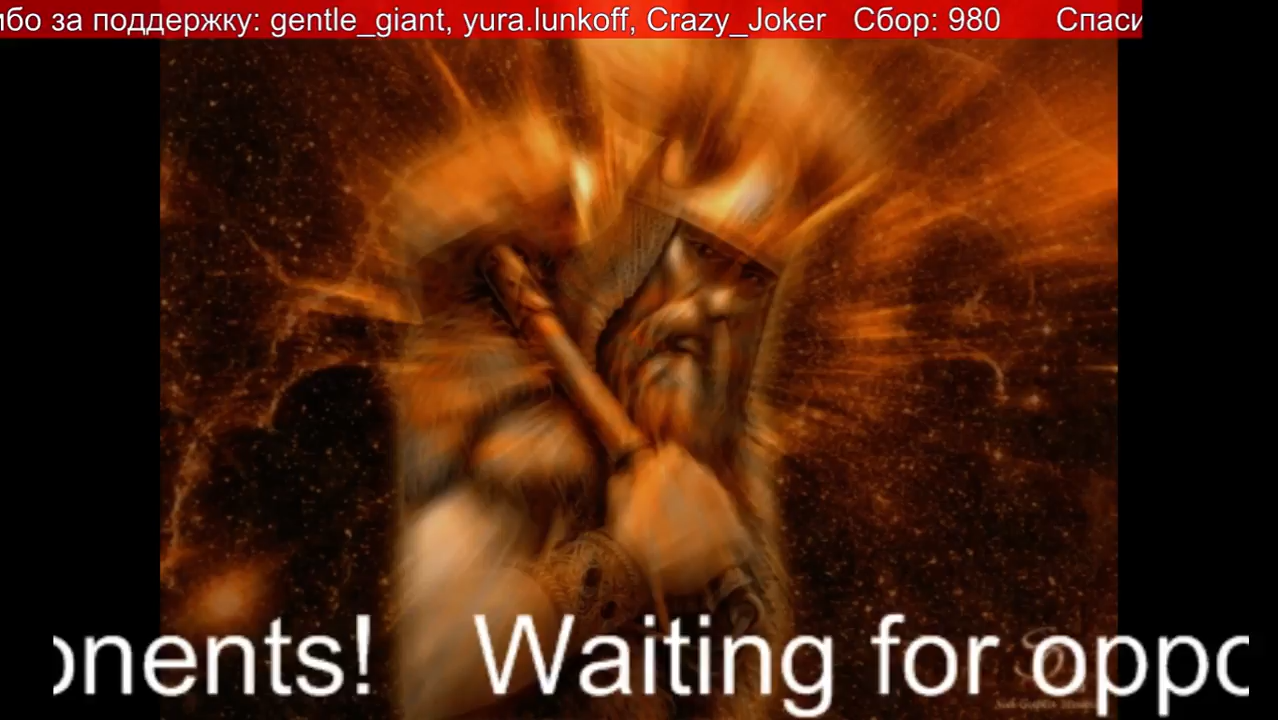 ибо за поддержку: gentle_giant, yura.lunkoff, Crazy_Joker Сбор: 980 Спаси
onents! Waiting for oppo